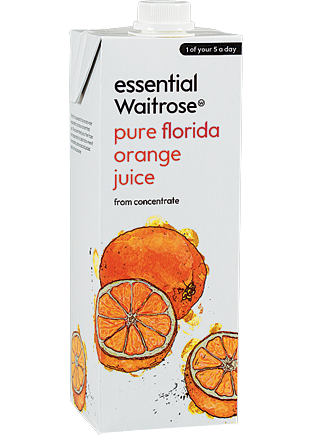 1 of your 5 a day
essential
Waitrose
pure florida
orange
juice
from concentrate